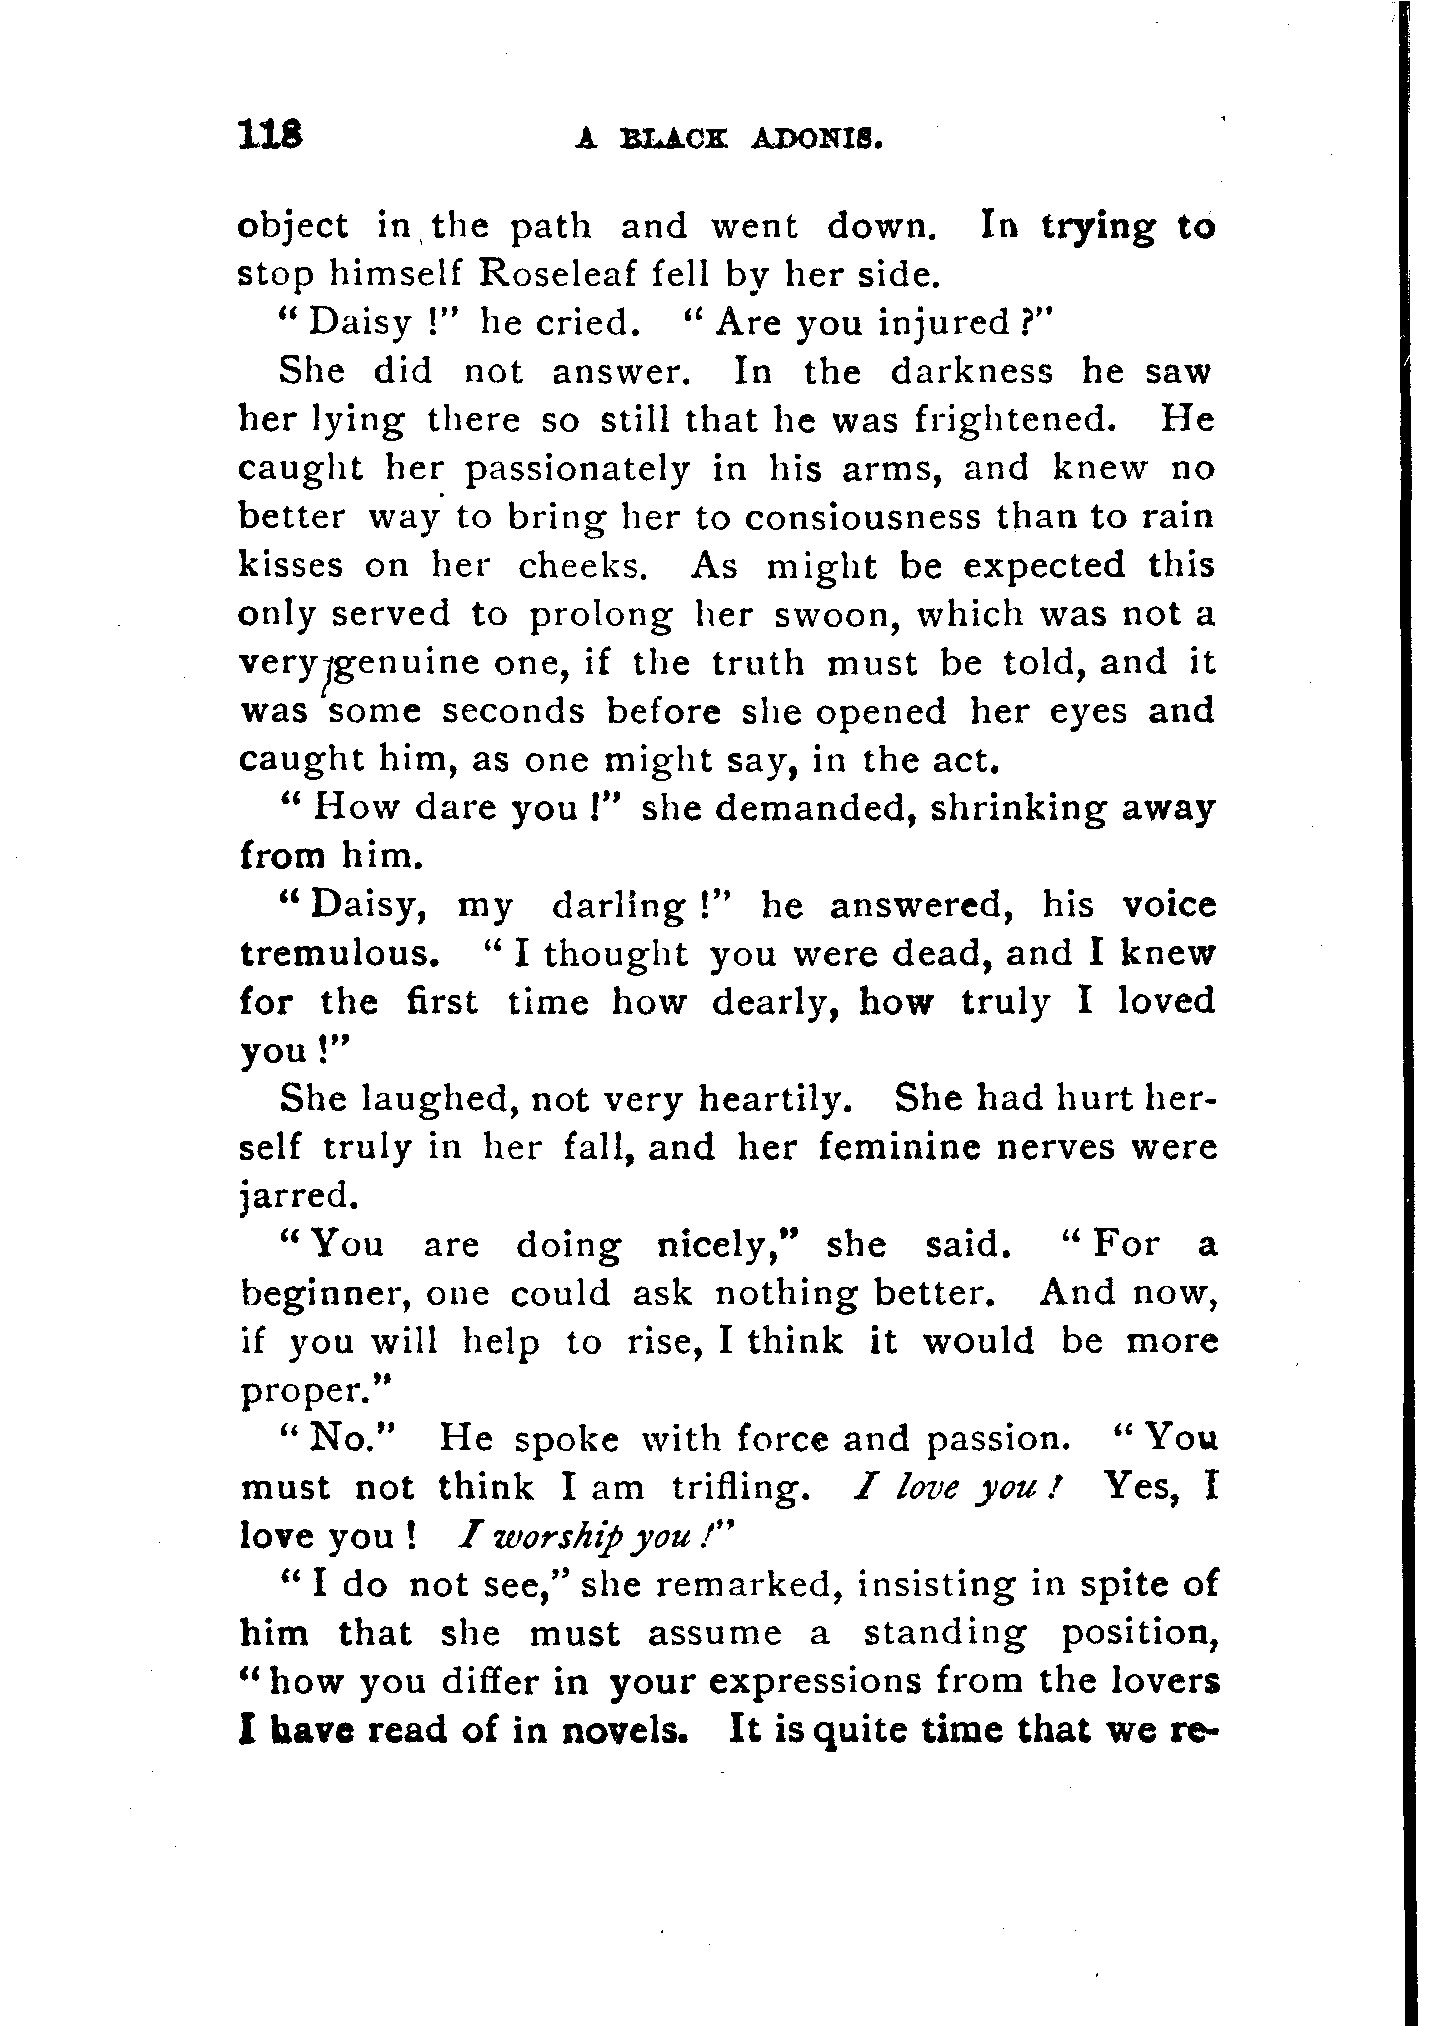 118 A BLACK ADONIS.
object in the path and went down. In trying to
stop himself Roseleaf fell by her side.
“ Daisy !” he cried. “ Are you injured ?”
She did not answer. In the darkness he saw
her lying there so still that he was frightened. He
caught her passionately in his arms, and knew no
better way to bring her to consiousness than to rain
kisses on her cheeks. As might be expected this
only served to prolong her swoon, which was not a
very genuine one, if the truth must be told, and it
was some seconds before she opened her eyes and
caught him, as one might say, in the act.
“ How dare you !” she demanded, shrinking away
from him.
“ Daisy, my darling !” he answered, his voice
tremulous. “ I thought you were dead, and I knew
for the first time how dearly, how truly I loved
you !”
She laughed, not very heartily. She had hurt her-
self truly in her fall, and her feminine nerves were
jarred.
“ You are doing nicely,” she said. “ For a
beginner, one could ask nothing better. And now,
if you will help to rise, I think it would be more
proper.”
“ No.” He spoke with force and passion. “ You
must not think I am trifling. I love you ! Yes, I
love you ! I worship you !”
“ I do not see,” she remarked, insisting in spite of
him that she must assume a standing position,
“ how you differ in your expressions from the lovers
I have read of in novels. It is quite time that we re-